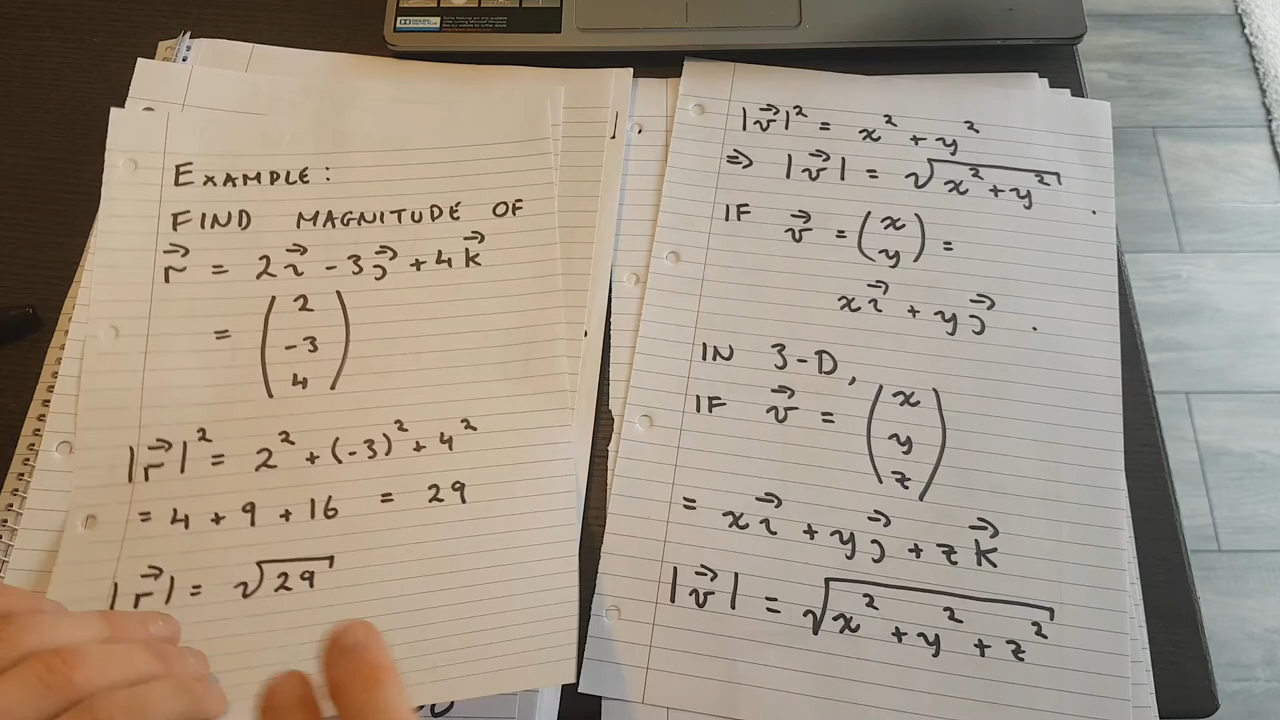 EXAMPLE:
FIND MAGNITUDE OF
r⃗ = 2i⃗ - 3j⃗ + 4k⃗
= (2
-3
4)
|r⃗|² = 2² + (-3)² + 4²
= 4 + 9 + 16 = 29
|r⃗| = √29
|v⃗|² = x² + y²
⇒ |v⃗| = √(x² + y²) .
IF v⃗ = (x
y) =
xi⃗ + yj⃗ .
IN 3-D,
IF v⃗ = (x
y
z)
= xi⃗ + yj⃗ + zk⃗
|v⃗| = √(x² + y² + z²)